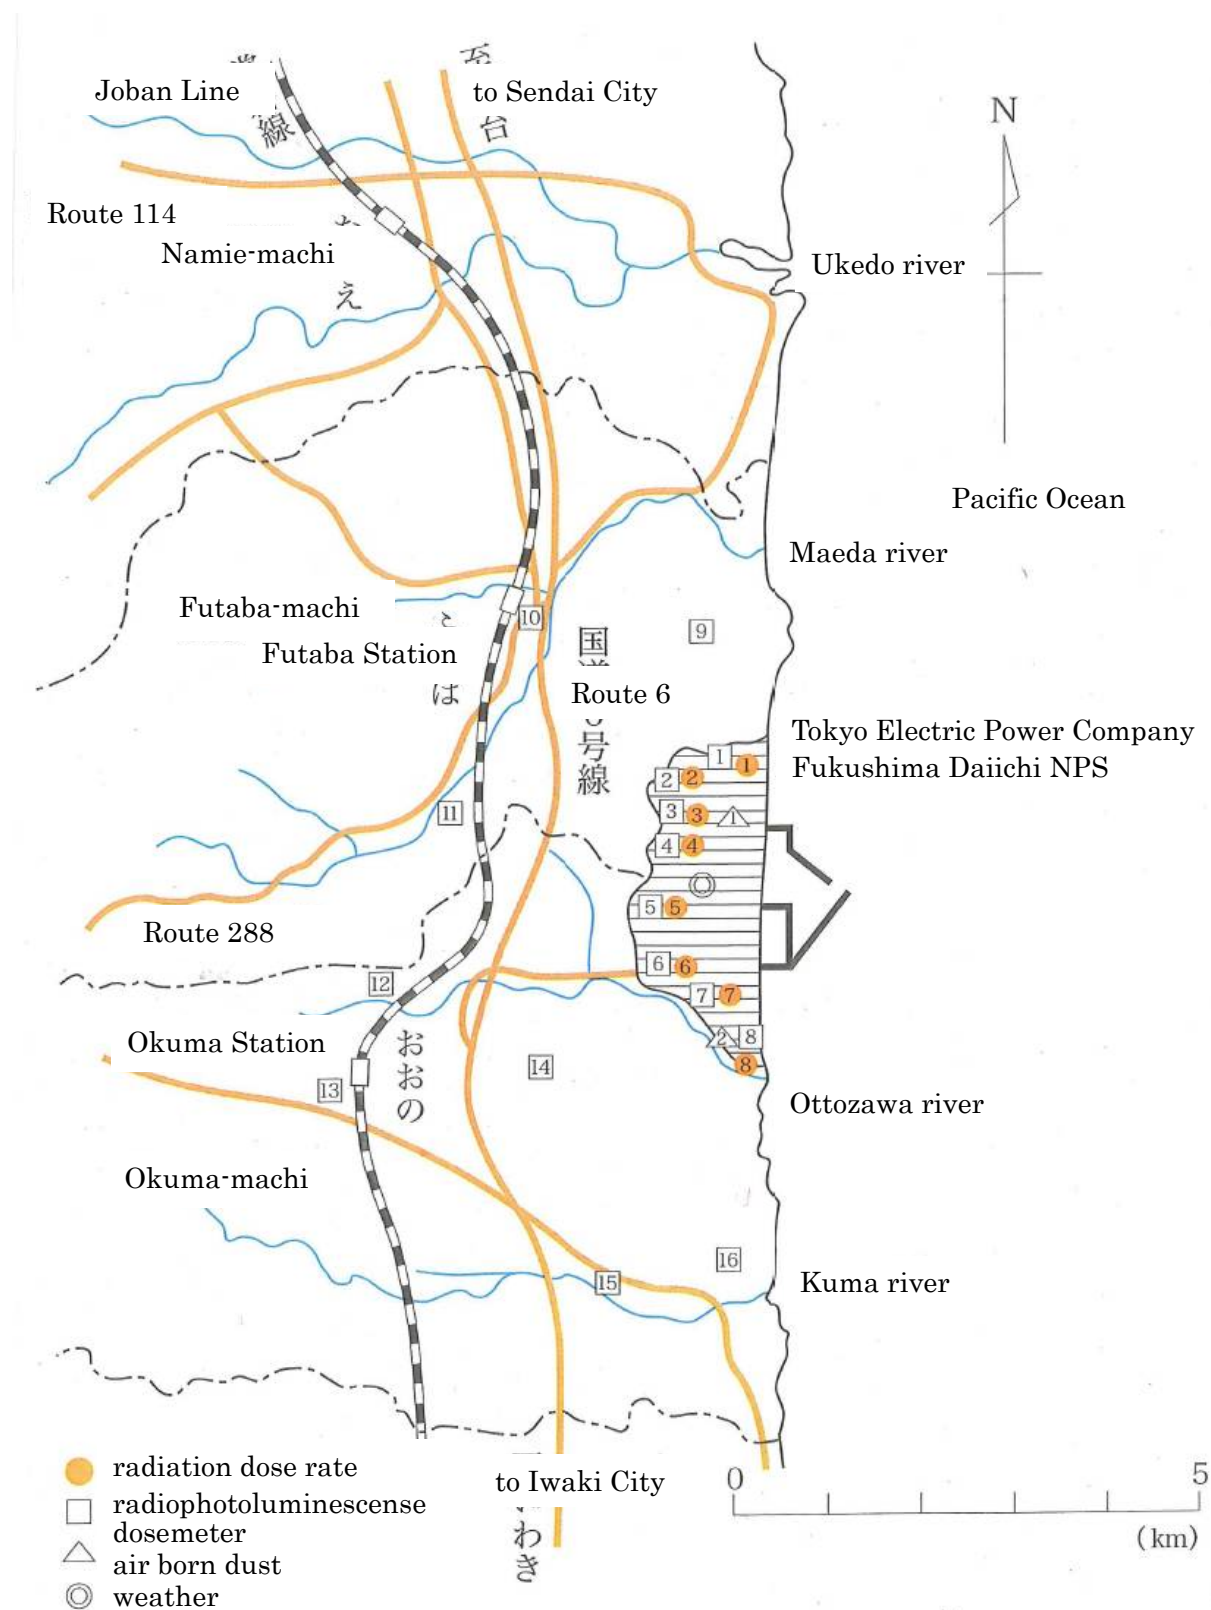 Joban Line
to Sendai City
線
台
N
Route 114
Namie-machi
え
Ukedo river
Pacific Ocean
Maeda river
Futaba-machi
10
9
Futaba Station
国
は
Route 6
号
線
Tokyo Electric Power Company
Fukushima Daiichi NPS
1
1
2
2
3
3
1
11
4
4
5
5
Route 288
6
6
12
7
7
2
8
Okuma Station
おおの
14
8
13
Ottozawa river
Okuma-machi
16
15
Kuma river
radiation dose rate
radiophotoluminescense
dosemeter
air born dust
weather
to Iwaki City
わき
0
5
(km)